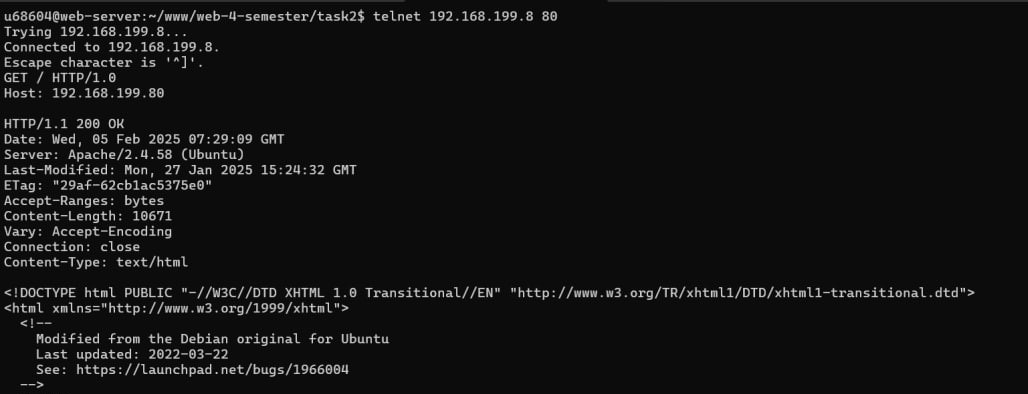 u68604@web-server:~/www/web-4-semester/task2$ telnet 192.168.199.8 80
Trying 192.168.199.8...
Connected to 192.168.199.8.
Escape character is '^]'.
GET / HTTP/1.0
Host: 192.168.199.80

HTTP/1.1 200 OK
Date: Wed, 05 Feb 2025 07:29:09 GMT
Server: Apache/2.4.58 (Ubuntu)
Last-Modified: Mon, 27 Jan 2025 15:24:32 GMT
ETag: "29af-62cb1ac5375e0"
Accept-Ranges: bytes
Content-Length: 10671
Vary: Accept-Encoding
Connection: close
Content-Type: text/html

<!DOCTYPE html PUBLIC "-//W3C//DTD XHTML 1.0 Transitional//EN" "http://www.w3.org/TR/xhtml1/DTD/xhtml1-transitional.dtd">
<html xmlns="http://www.w3.org/1999/xhtml">
  <!--
    Modified from the Debian original for Ubuntu
    Last updated: 2022-03-22
    See: https://launchpad.net/bugs/1966004
  -->